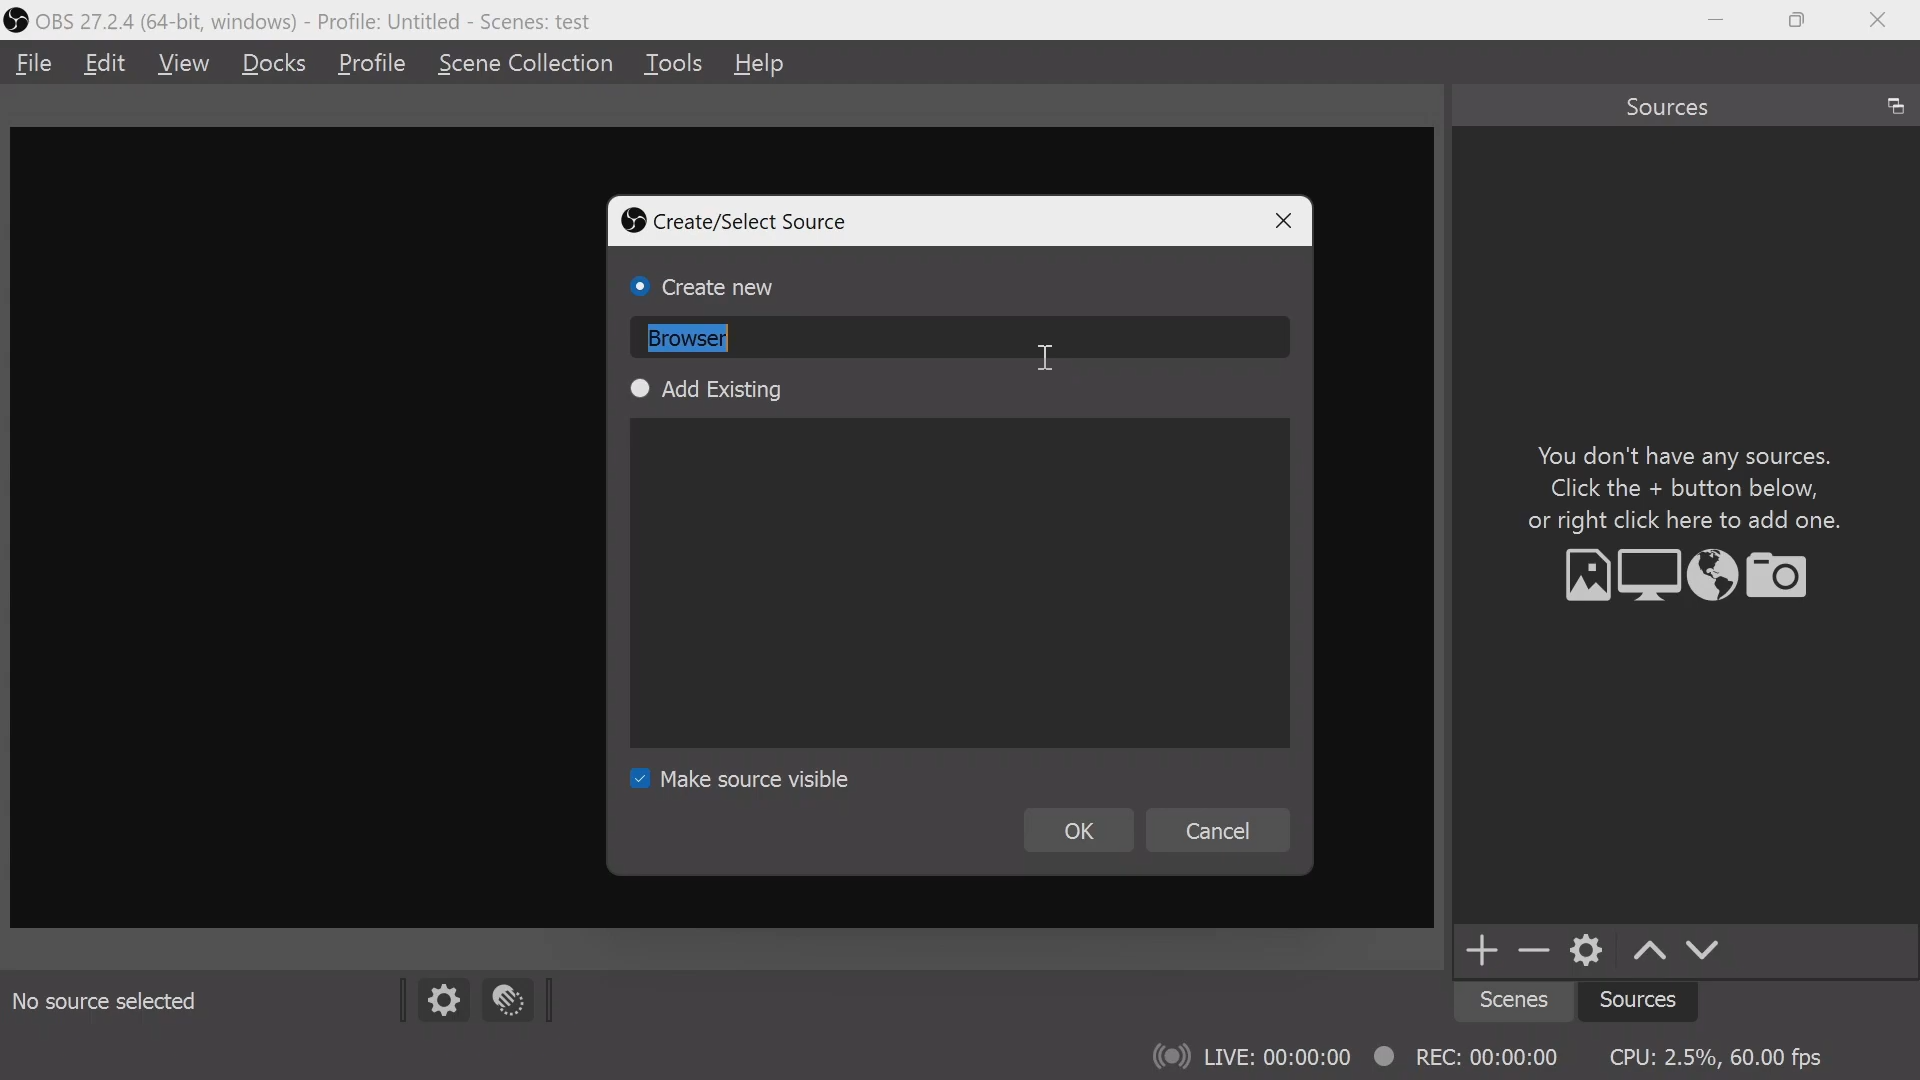 OBS 27.2.4 (64-bit, windows) - Profile: Untitled - Scenes: test
File Edit View Docks Profile Scene Collection Tools Help
Sources
Create/Select Source
Create new
Browser
Add Existing
Make source visible
OK Cancel
You don't have any sources.
Click the + button below,
or right click here to add one.
No source selected
Scenes Sources
LIVE: 00:00:00 REC: 00:00:00 CPU: 2.5%, 60.00 fps